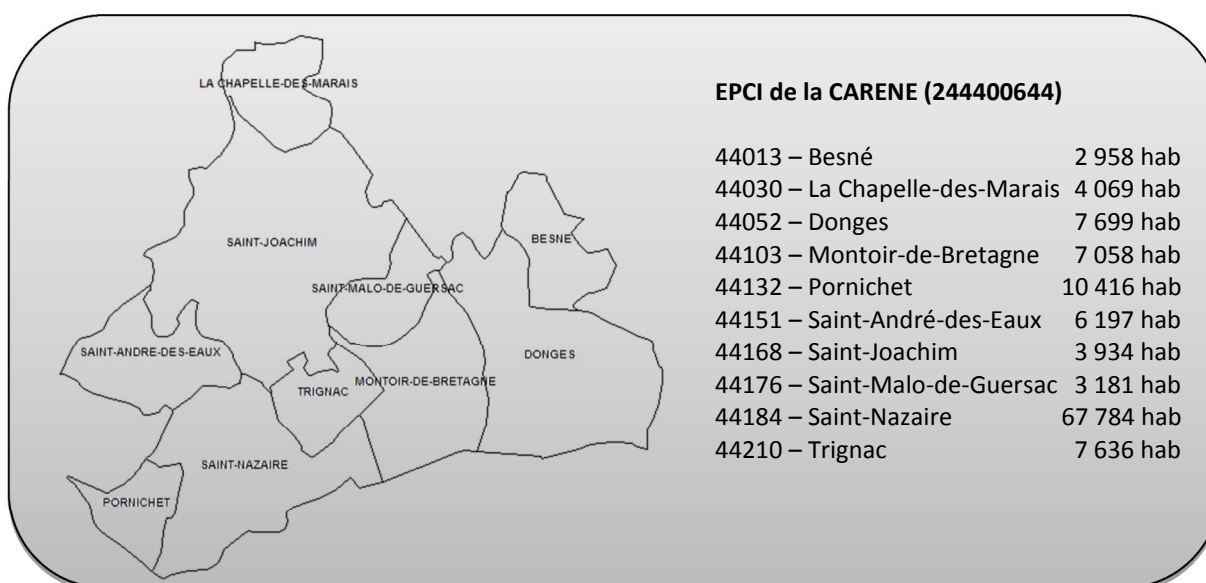 LA CHAPELLE-DES-MARAIS
SAINT-JOACHIM
BESNE
SAINT-MALO-DE-GUERSAC
SAINT-ANDRE-DES-EAUX
DONGES
MONTOIR-DE-BRETAGNE
TRIGNAC
SAINT-NAZAIRE
PORNICHET
EPCI de la CARENE (244400644)
44013 – Besné 2 958 hab
44030 – La Chapelle-des-Marais 4 069 hab
44052 – Donges 7 699 hab
44103 – Montoir-de-Bretagne 7 058 hab
44132 – Pornichet 10 416 hab
44151 – Saint-André-des-Eaux 6 197 hab
44168 – Saint-Joachim 3 934 hab
44176 – Saint-Malo-de-Guersac 3 181 hab
44184 – Saint-Nazaire 67 784 hab
44210 – Trignac 7 636 hab